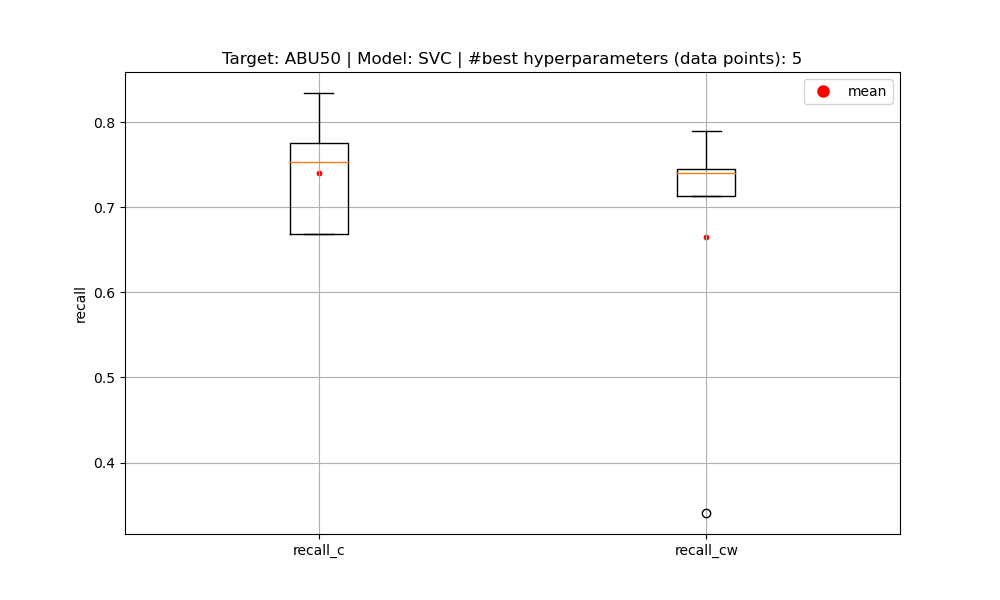 Target: ABU50 | Model: SVC | #best hyperparameters (data points): 5
mean
0.8
0.7
0.6
0.5
0.4
recall
recall_c
recall_cw